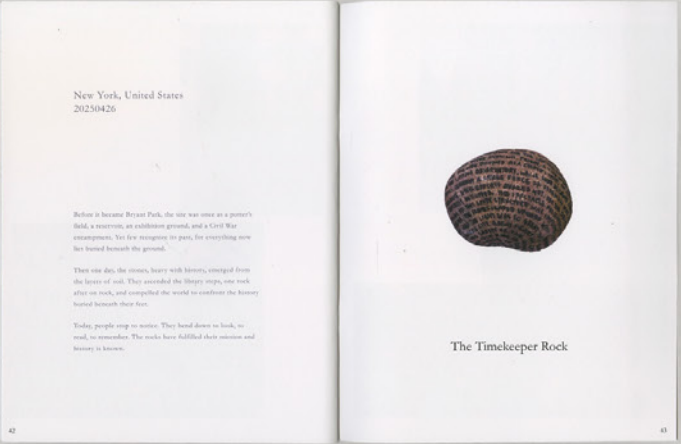 New York, United States
20250426
Before it became Bryant Park, the site was once as a potter's
field, a reservoir, an exhibition ground, and a Civil War
encampment. Yet few recognize its past, for everything now
lies buried beneath the ground.
Then one day, the stones, heavy with history, emerged from
the layers of soil. They ascended the library steps, one rock
after on rock, and compelled the world to confront the history
buried beneath their feet.
Today, people stop to notice. They bend down to look, to
read, to remember. The rocks have fulfilled their mission and
history is known.
42
The Timekeeper Rock
43